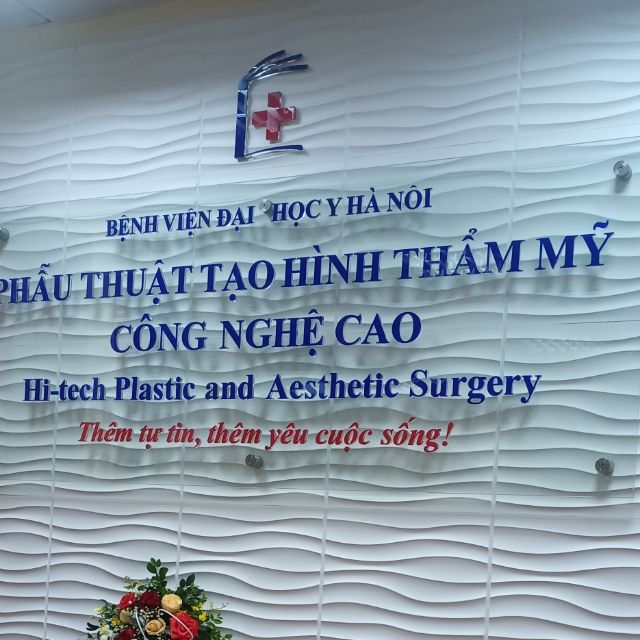 BỆNH VIỆN ĐẠI HỌC Y HÀ NÔI
PHẪU THUẬT TẠO HÌNH THẨM MỸ
CÔNG NGHỆ CAO
Hi-tech Plastic and Aesthetic Surgery
Thêm tự tin, thêm yêu cuộc sống!